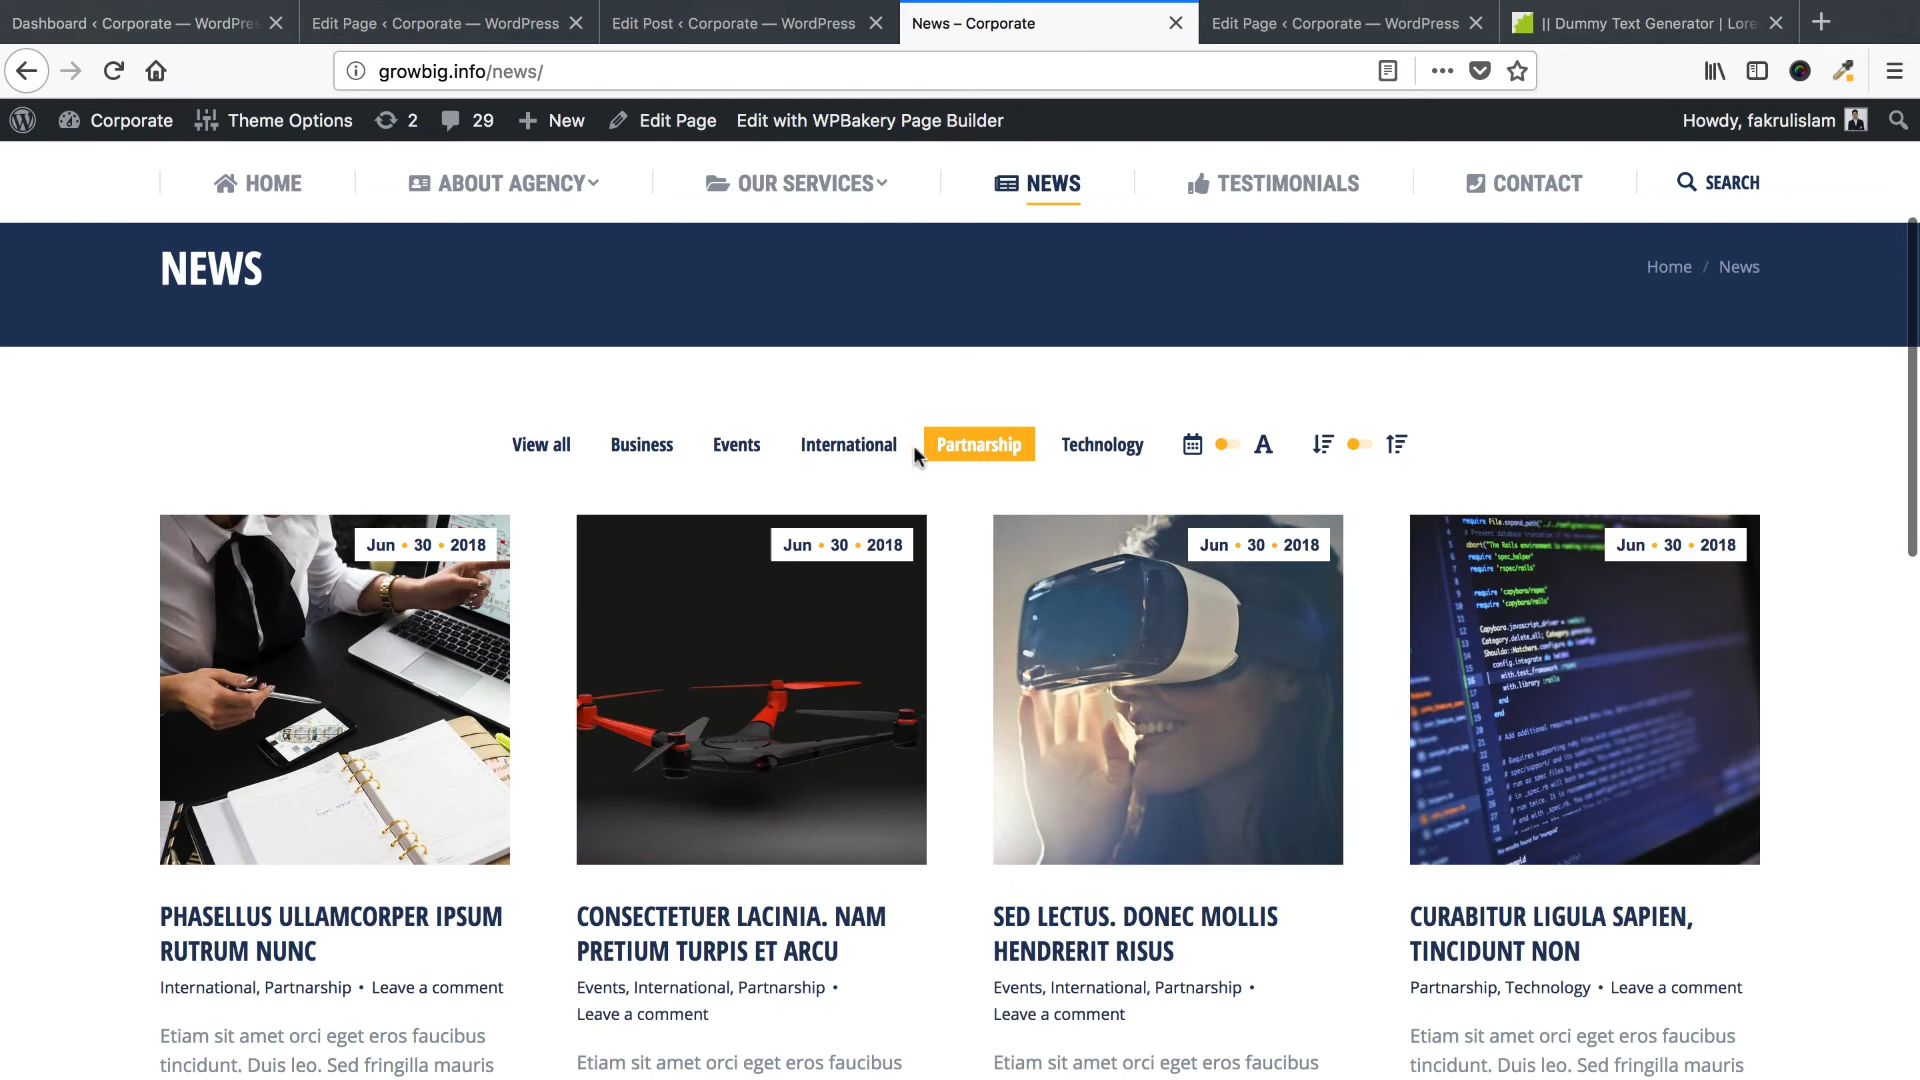 Dashboard ‹ Corporate — WordPre
Edit Page ‹ Corporate — WordPress
Edit Post ‹ Corporate — WordPress
News – Corporate
Edit Page ‹ Corporate — WordPress
|| Dummy Text Generator | Lore
growbig.info/news/
Corporate
Theme Options
2
29
New
Edit Page
Edit with WPBakery Page Builder
Howdy, fakrulislam
HOME
ABOUT AGENCY
OUR SERVICES
NEWS
TESTIMONIALS
CONTACT
SEARCH
NEWS
Home / News
View all
Business
Events
International
Partnarship
Technology
A
Jun • 30 • 2018
Jun • 30 • 2018
Jun • 30 • 2018
Jun • 30 • 2018
PHASELLUS ULLAMCORPER IPSUM
RUTRUM NUNC
International, Partnarship • Leave a comment
Etiam sit amet orci eget eros faucibus
tincidunt. Duis leo. Sed fringilla mauris
CONSECTETUER LACINIA. NAM
PRETIUM TURPIS ET ARCU
Events, International, Partnarship •
Leave a comment
Etiam sit amet orci eget eros faucibus
SED LECTUS. DONEC MOLLIS
HENDRERIT RISUS
Events, International, Partnarship •
Leave a comment
Etiam sit amet orci eget eros faucibus
CURABITUR LIGULA SAPIEN,
TINCIDUNT NON
Partnarship, Technology • Leave a comment
Etiam sit amet orci eget eros faucibus
tincidunt. Duis leo. Sed fringilla mauris